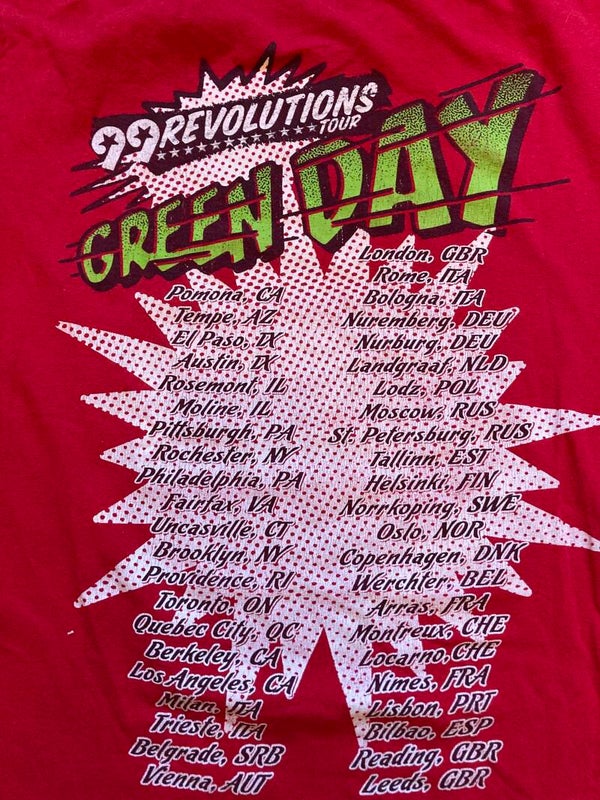 99 REVOLUTIONS
TOUR
GREEN DAY
Pomona, CA
Tempe, AZ
El Paso, TX
Austin, TX
Rosemont, IL
Moline, IL
Pittsburgh, PA
Rochester, NY
Philadelphia, PA
Fairfax, VA
Uncasville, CT
Brooklyn, NY
Providence, RI
Toronto, ON
Quebec City, QC
Berkeley, CA
Los Angeles, CA
Milan, ITA
Trieste, ITA
Belgrade, SRB
Vienna, AUT
London, GBR
Rome, ITA
Bologna, ITA
Nuremberg, DEU
Nurburg, DEU
Landgraaf, NLD
Lodz, POL
Moscow, RUS
St. Petersburg, RUS
Tallinn, EST
Helsinki, FIN
Norrkoping, SWE
Oslo, NOR
Copenhagen, DNK
Werchter, BEL
Arras, FRA
Montreux, CHE
Locarno, CHE
Nimes, FRA
Lisbon, PRT
Bilbao, ESP
Reading, GBR
Leeds, GBR